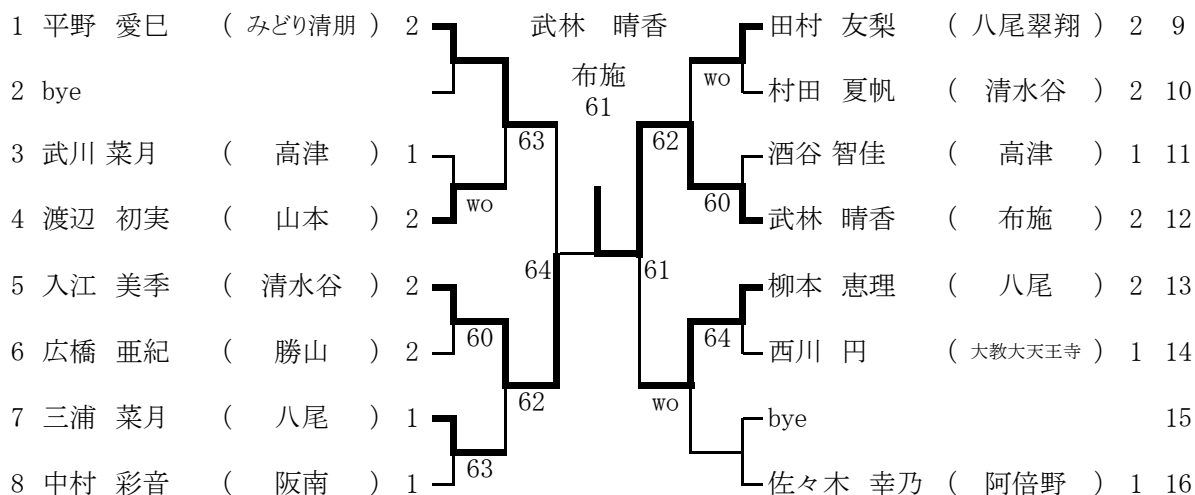 1 平野 愛巳 ( みどり清朋 ) 2
2 bye
3 武川 菜月 ( 高津 ) 1
4 渡辺 初実 ( 山本 ) 2
5 入江 美季 ( 清水谷 ) 2
6 広橋 亜紀 ( 勝山 ) 2
7 三浦 菜月 ( 八尾 ) 1
8 中村 彩音 ( 阪南 ) 1
wo
60
63
63
62
64
武林 晴香
布施
61
61
62
wo
wo
60
64
田村 友梨 ( 八尾翠翔 ) 2 9
村田 夏帆 ( 清水谷 ) 2 10
酒谷 智佳 ( 高津 ) 1 11
武林 晴香 ( 布施 ) 2 12
柳本 恵理 ( 八尾 ) 2 13
西川 円 ( 大教大天王寺 ) 1 14
bye 15
佐々木 幸乃 ( 阿倍野 ) 1 16